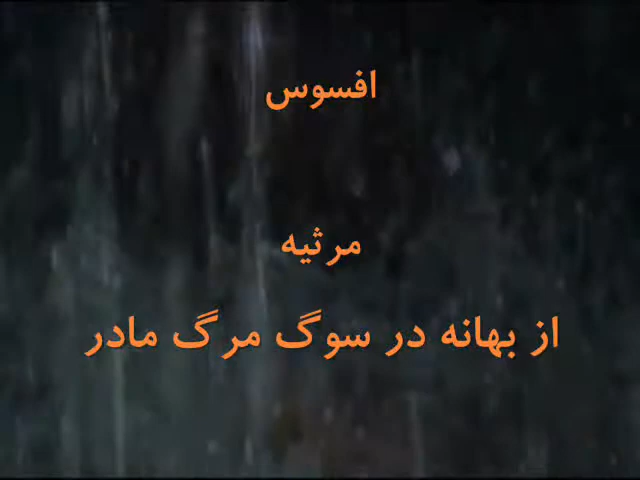 افسوس
مرثیه
از بهانه در سوگ مرگ مادر